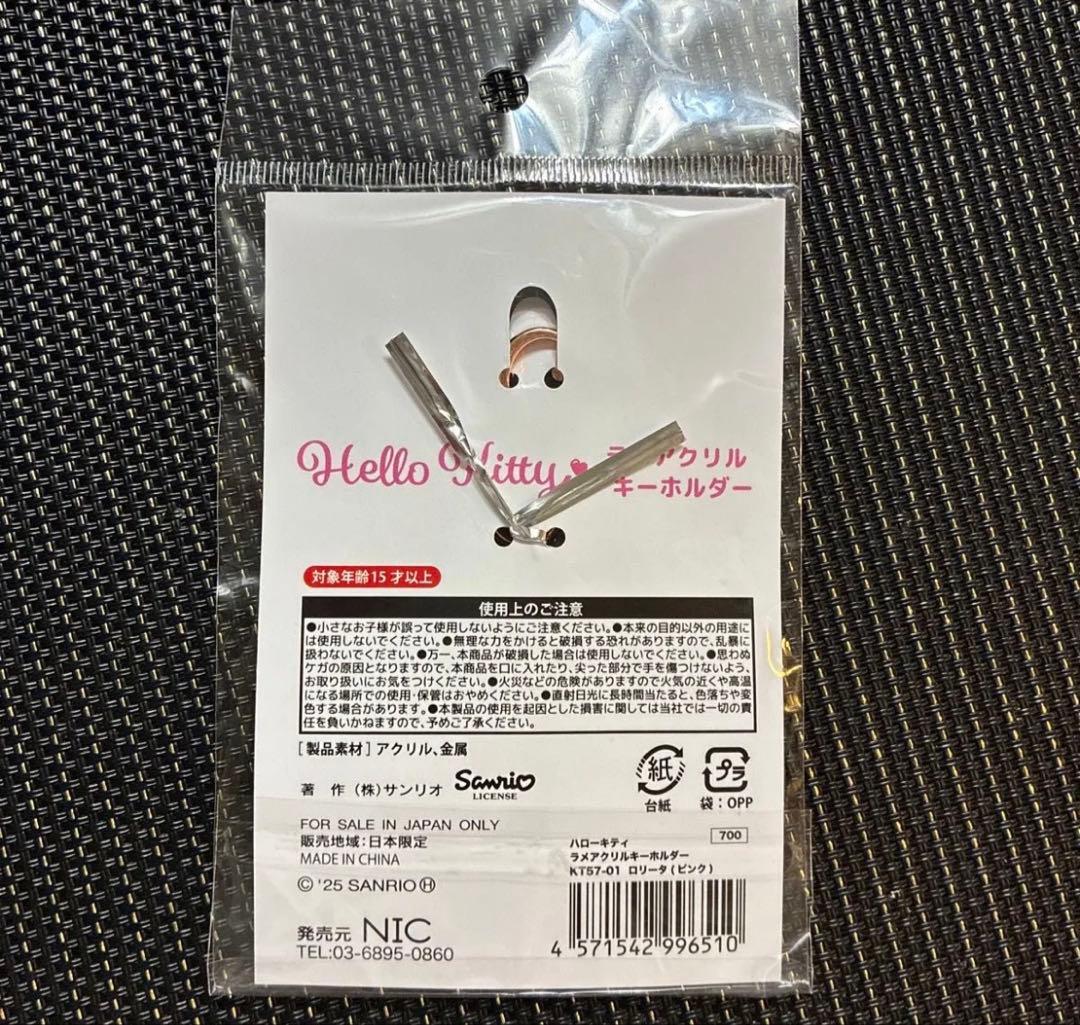 Hello Kitty ラメアクリル
キーホルダー
対象年齢15才以上
使用上のご注意
●小さなお子様が誤って使用しないようにご注意ください。●本来の目的以外の用途に
は使用しないでください。●無理な力をかけると破損する恐れがありますので、乱暴に
扱わないでください。●万一、本商品が破損した場合は使用しないでください。●思わぬ
ケガの原因となりますので、本商品を口に入れたり、尖った部分で手を傷つけないよう、
お取り扱いにお気をつけください。●火災などの危険がありますので火気の近くや高温
になる場所での使用・保管はおやめください。●直射日光に長時間当たると、色落ちや変
色する場合があります。●本製品の使用を起因とした損害に関しては当社では一切の責
任を負いかねますので、予めご了承ください。
[製品素材]アクリル、金属
著 作 (株)サンリオ Sanrio
LICENSE
紙
台紙
プラ
袋:OPP
FOR SALE IN JAPAN ONLY
販売地域:日本限定
MADE IN CHINA
© '25 SANRIO Ⓗ
発売元 NIC
TEL:03-6895-0860
700
ハローキティ
ラメアクリルキーホルダー
KT57-01 ロリータ(ピンク)
4 571542 996510